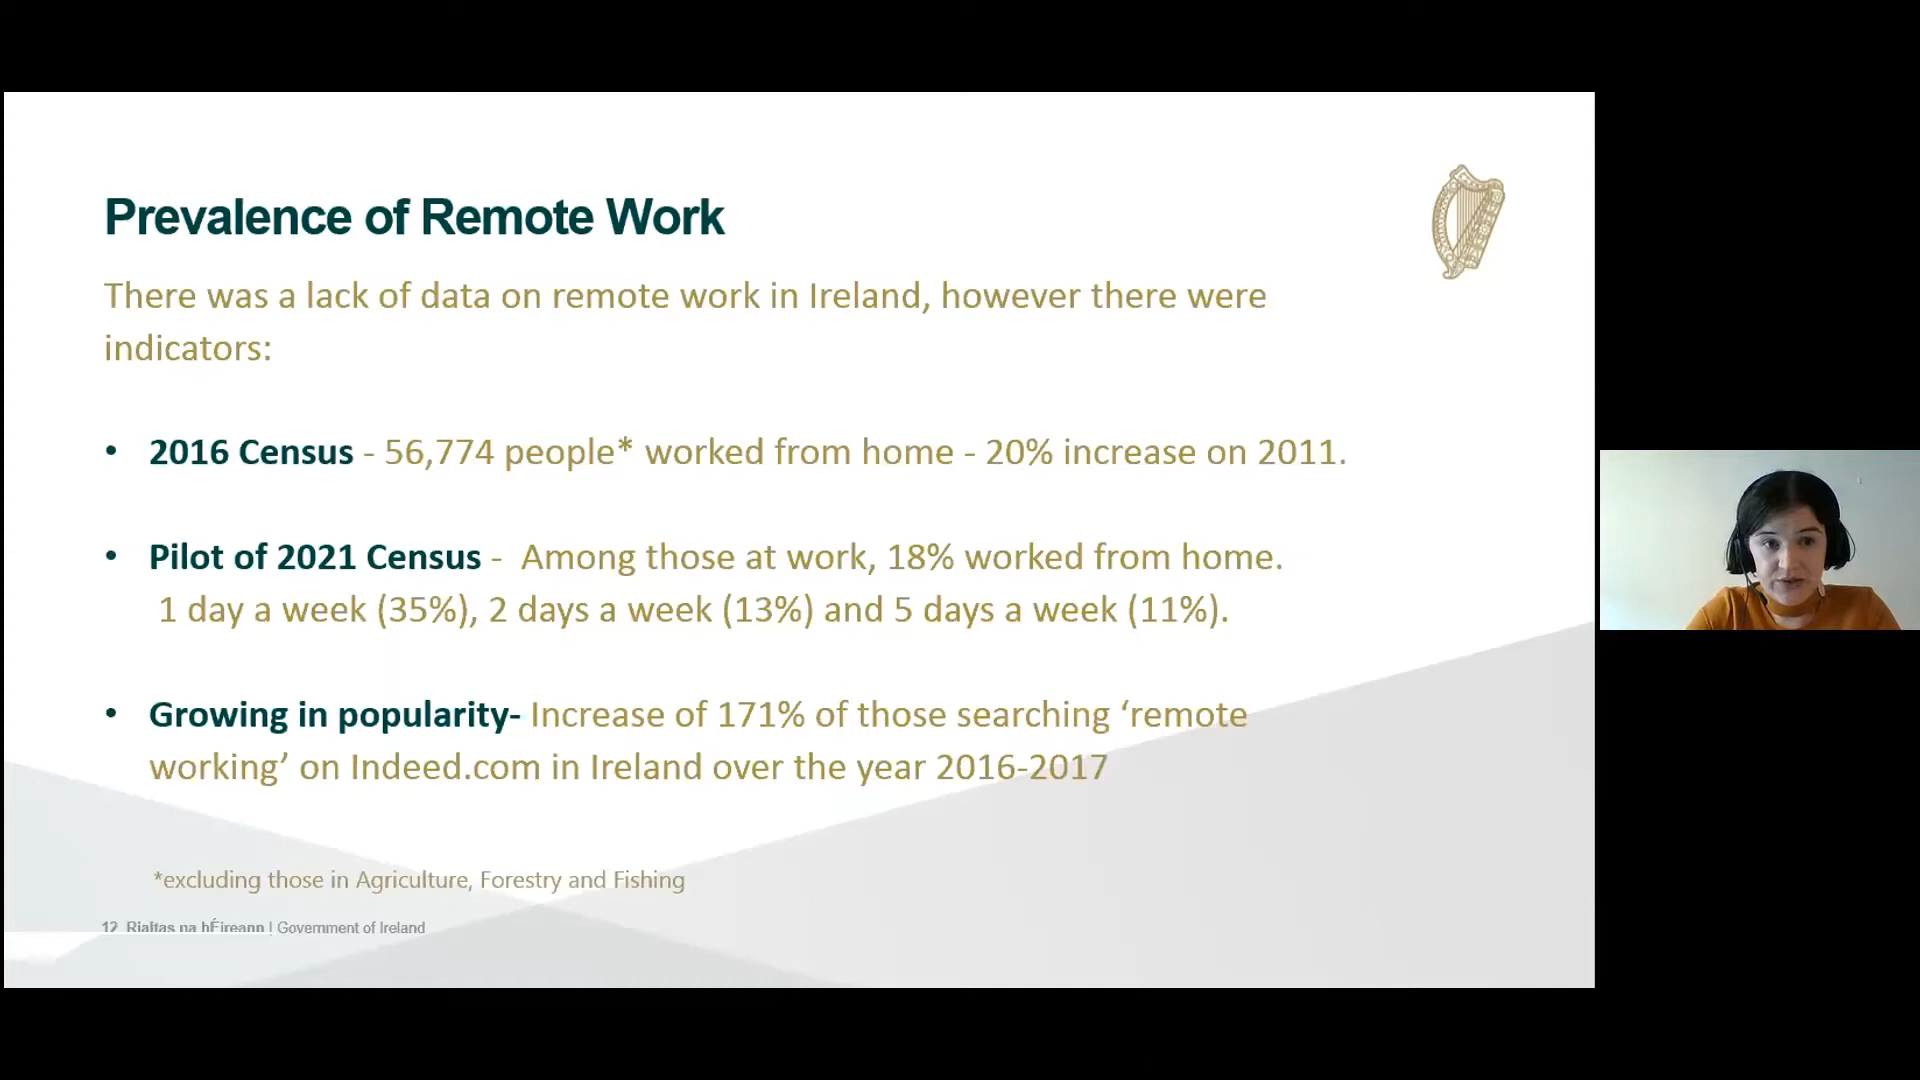 Prevalence of Remote Work
There was a lack of data on remote work in Ireland, however there were
indicators:
• 2016 Census - 56,774 people* worked from home - 20% increase on 2011.
• Pilot of 2021 Census - Among those at work, 18% worked from home.
1 day a week (35%), 2 days a week (13%) and 5 days a week (11%).
• Growing in popularity- Increase of 171% of those searching ‘remote
working’ on Indeed.com in Ireland over the year 2016-2017
*excluding those in Agriculture, Forestry and Fishing
12 Rialtas na hÉireann | Government of Ireland